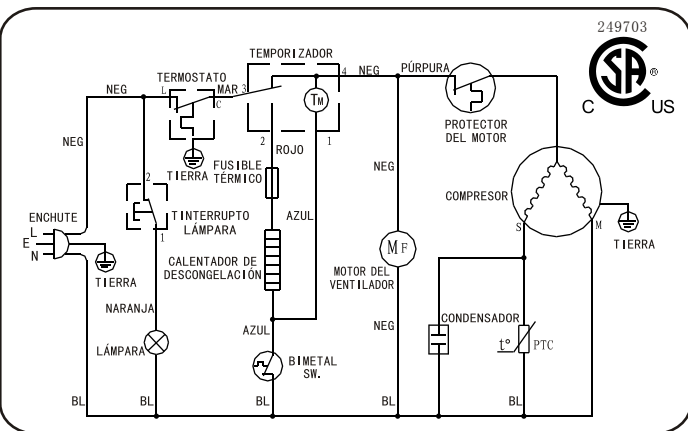 249703
CSA
®
C US
TEMPORIZADOR
TERMOSTATO
NEG
L
C
MAR
3
4
NEG
PÚRPURA
TM
2
1
ROJO
PROTECTOR
DEL MOTOR
NEG
TIERRA
FUSIBLE
TÉRMICO
NEG
2
COMPRESOR
ENCHUTE
L
E
N
TINTERRUPTO
LÁMPARA
1
AZUL
S
M
TIERRA
CALENTADOR DE
DESCONGELACIÓN
MF
MOTOR DEL
VENTILADOR
TIERRA
NARANJA
AZUL
NEG
CONDENSADOR
t°
PTC
LÁMPARA
BIMETAL
SW.
BL
BL
BL
BL
BL